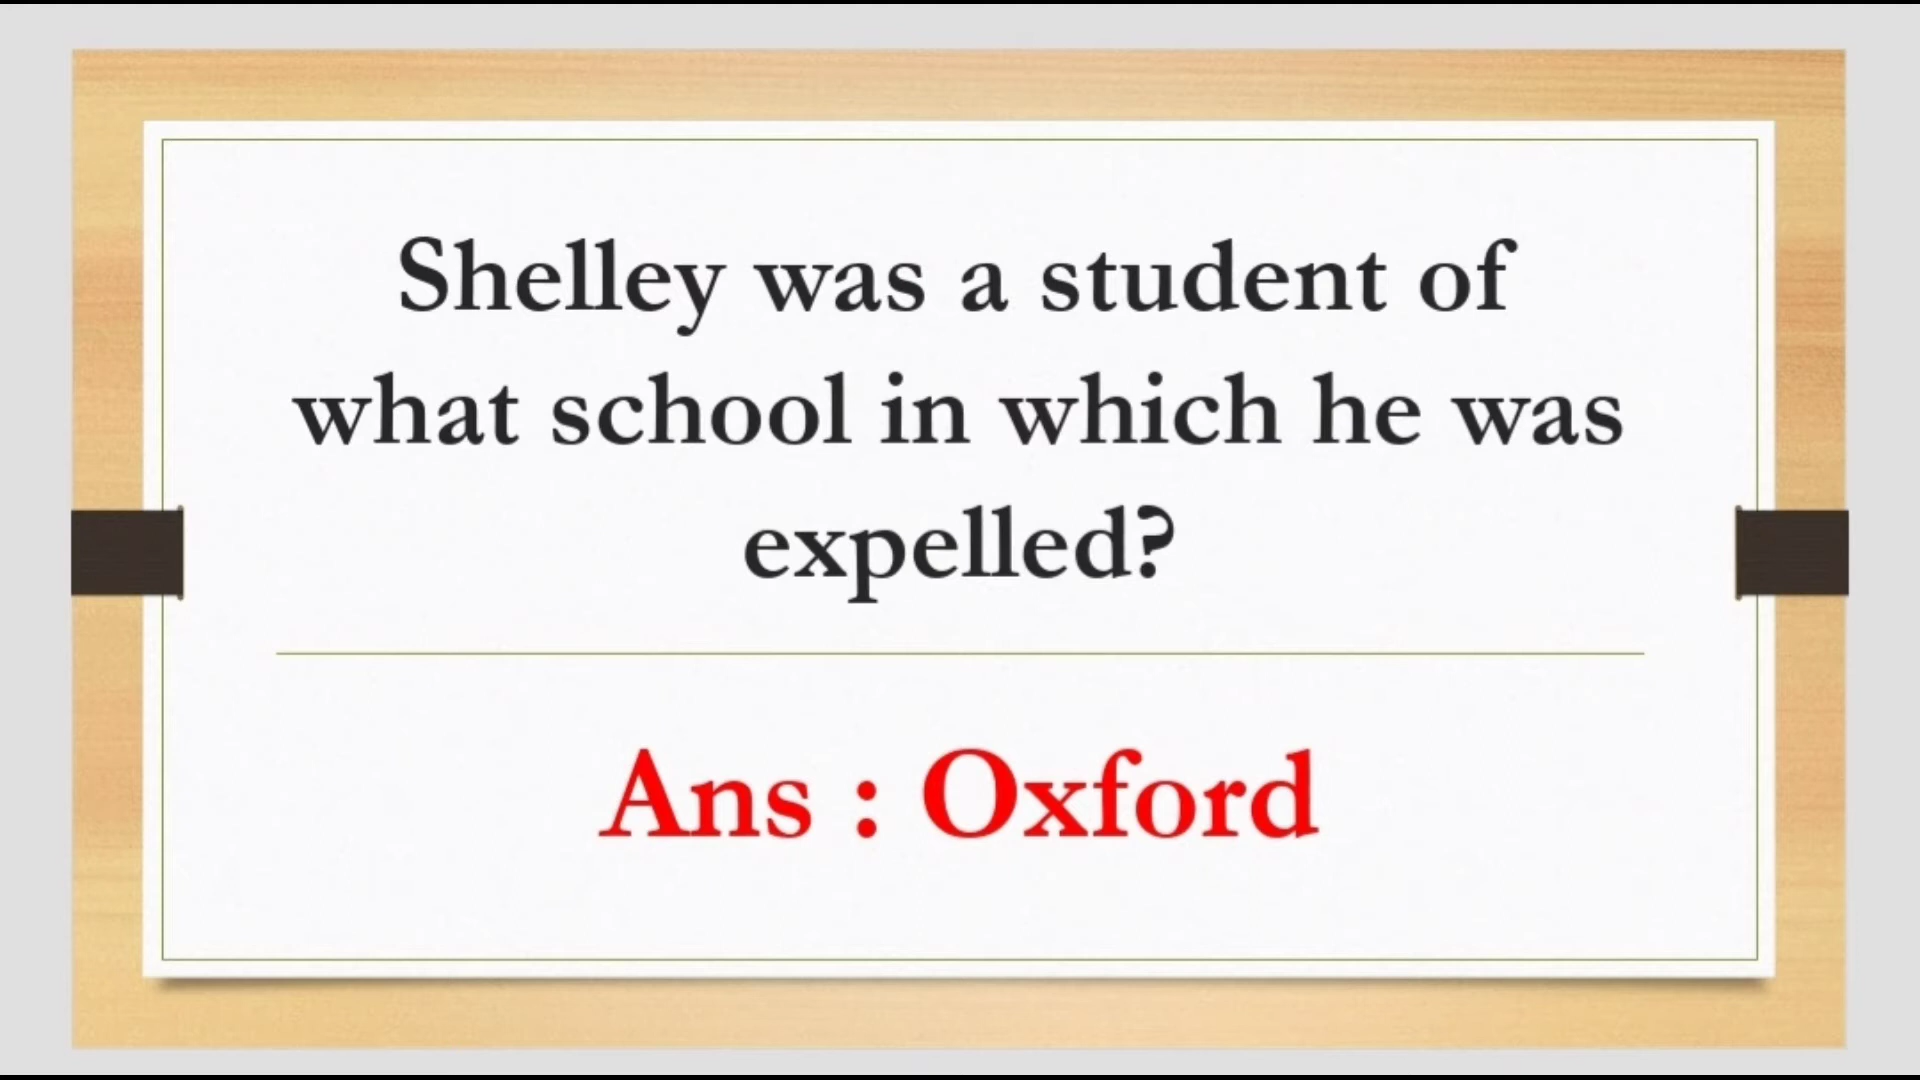 Shelley was a student of
what school in which he was
expelled?
Ans : Oxford